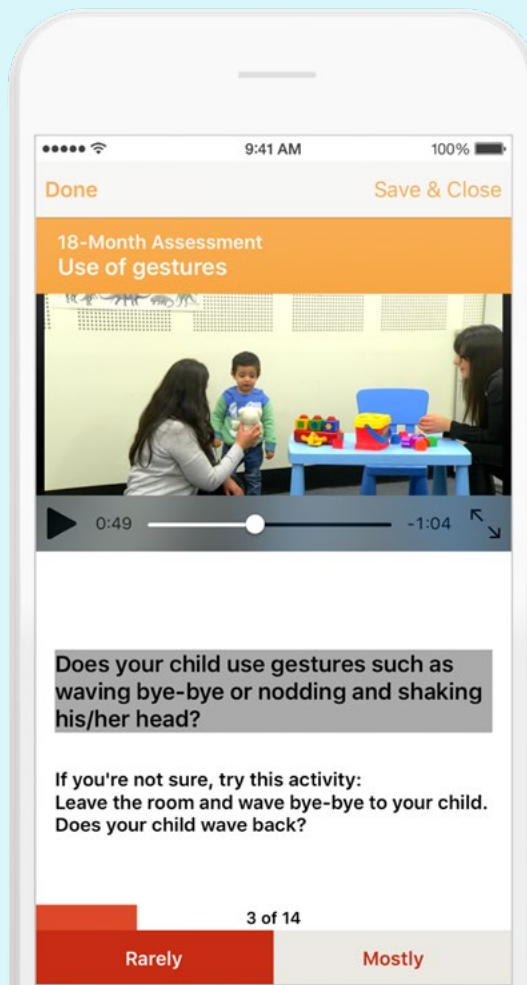 9:41 AM
100%
Done
Save & Close
18-Month Assessment
Use of gestures
0:49
-1:04
Does your child use gestures such as
waving bye-bye or nodding and shaking
his/her head?
If you're not sure, try this activity:
Leave the room and wave bye-bye to your child.
Does your child wave back?
3 of 14
Rarely
Mostly